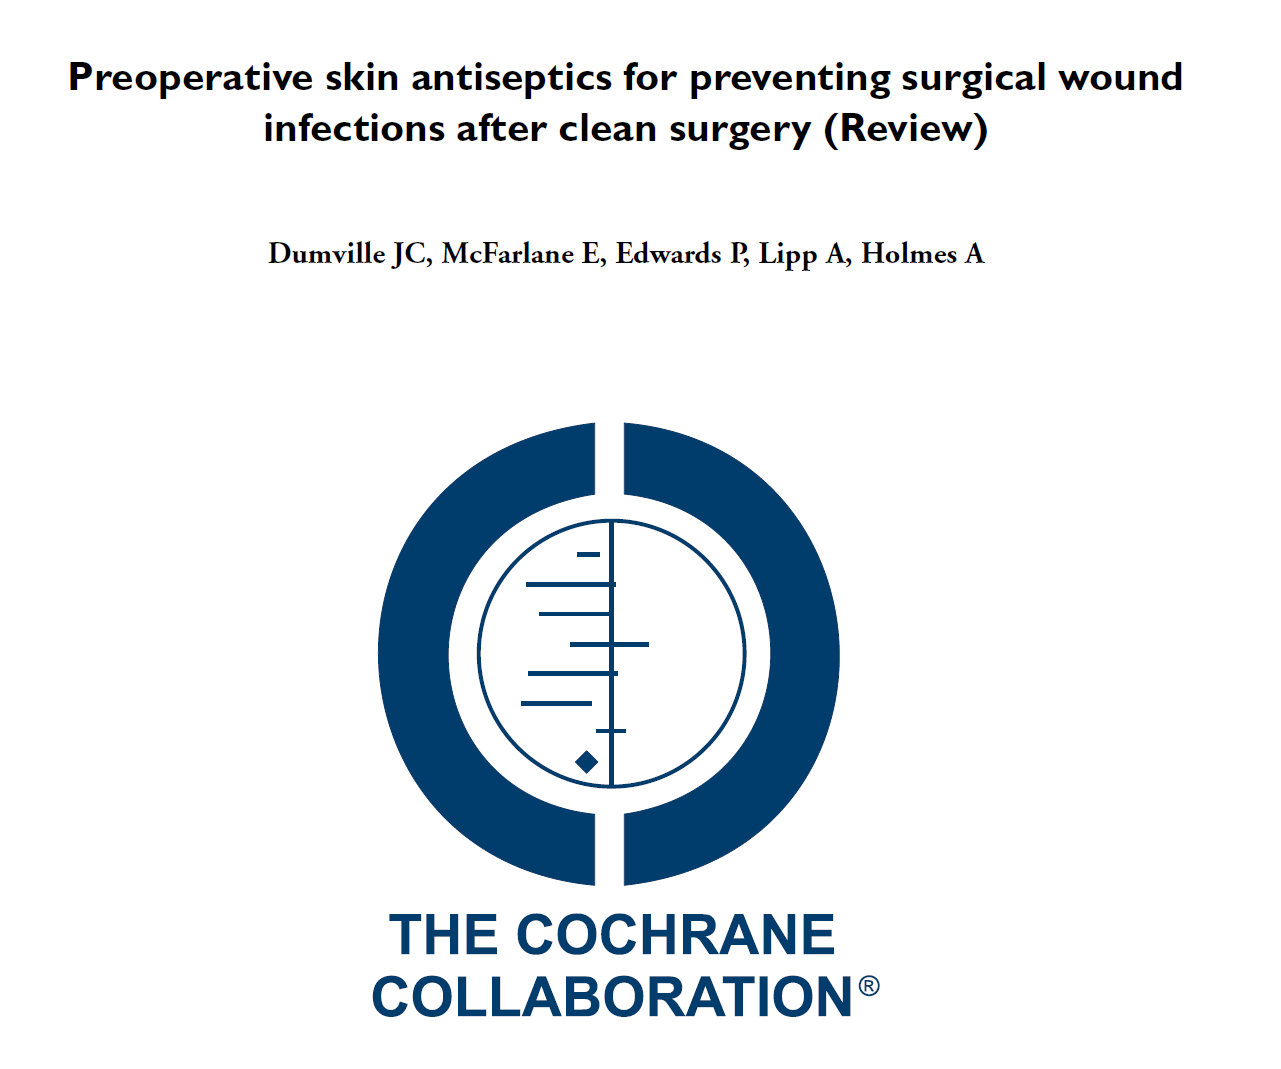 Preoperative skin antiseptics for preventing surgical wound
infections after clean surgery (Review)
Dumville JC, McFarlane E, Edwards P, Lipp A, Holmes A
THE COCHRANE
COLLABORATION®